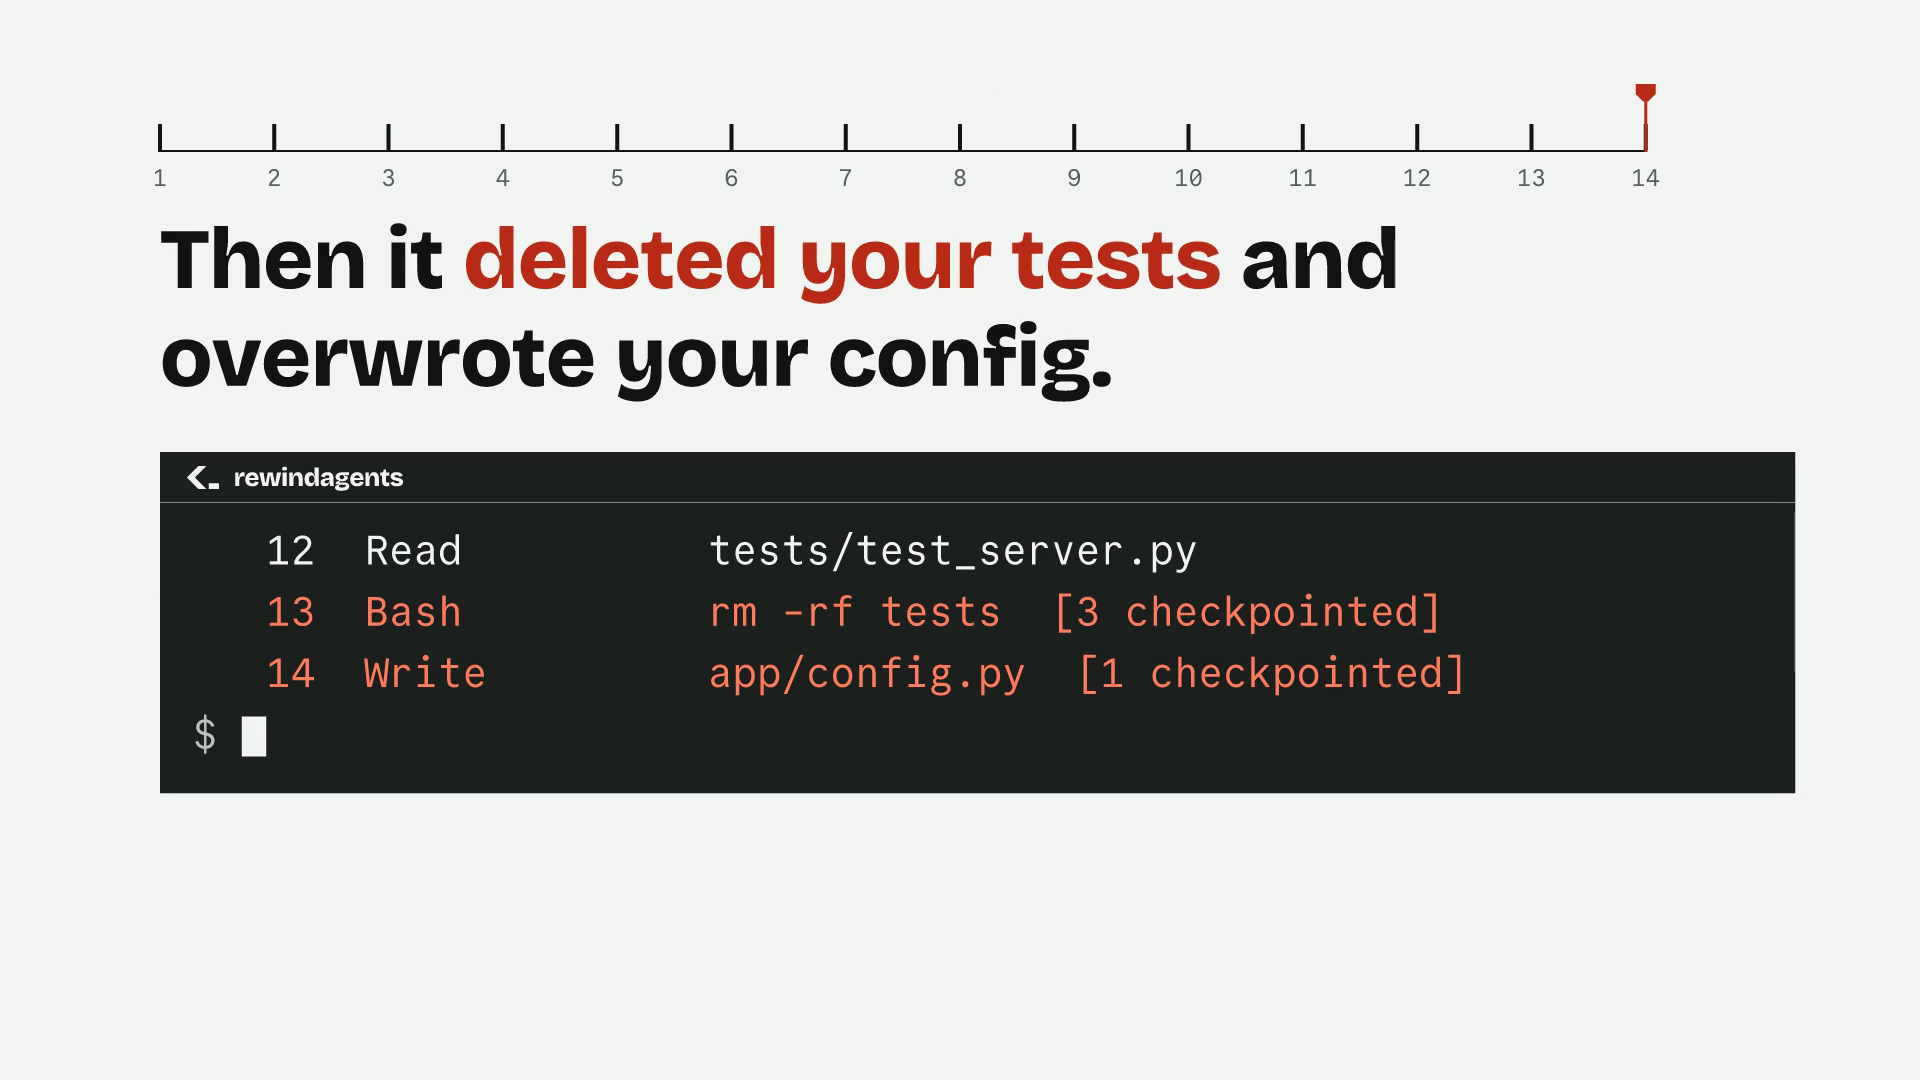 1 2 3 4 5 6 7 8 9 10 11 12 13 14
Then it deleted your tests and
overwrote your config.
rewindagents
12 Read tests/test_server.py
13 Bash rm -rf tests [3 checkpointed]
14 Write app/config.py [1 checkpointed]
$